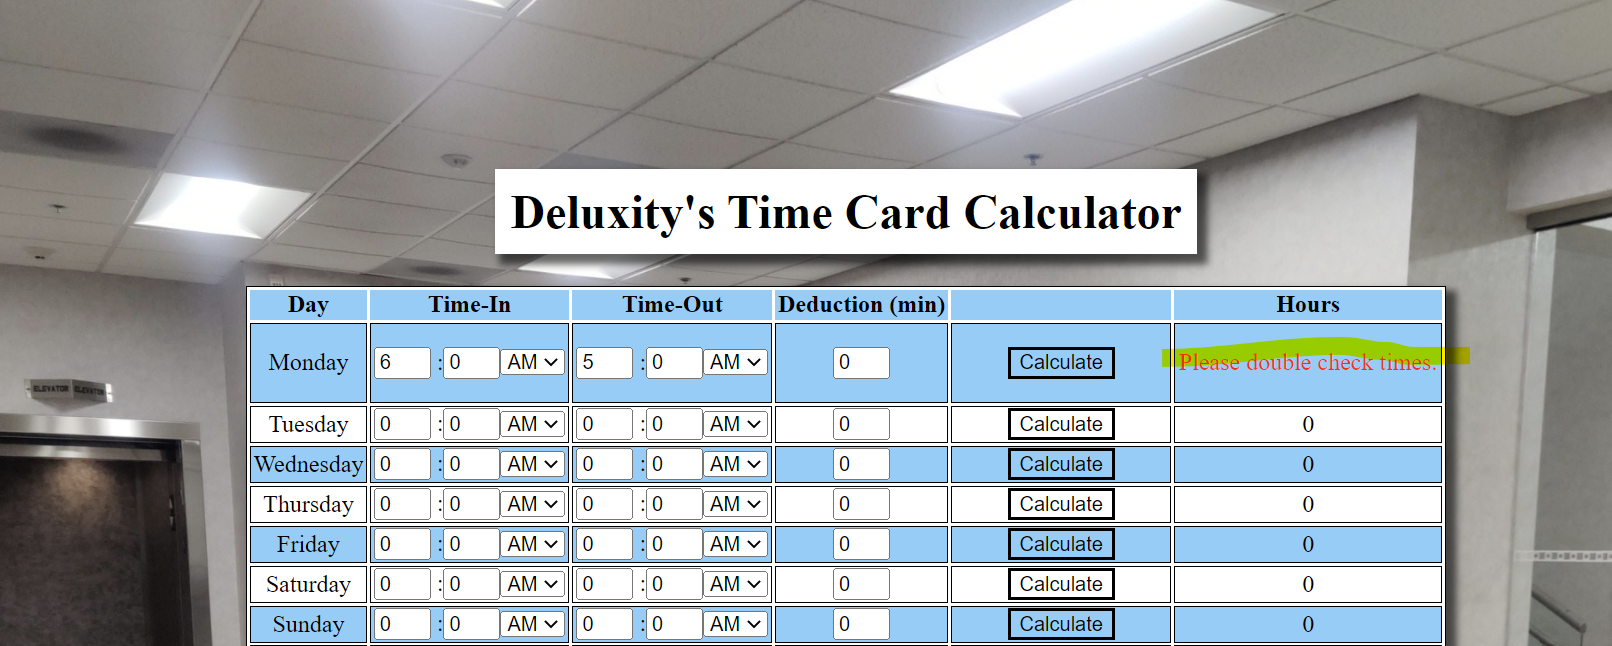 Deluxity's Time Card Calculator
Day Time-In Time-Out Deduction (min) Hours
Monday 6 : 0 AM 5 : 0 AM 0 Calculate Please double check times.
Tuesday 0 : 0 AM 0 : 0 AM 0 Calculate 0
Wednesday 0 : 0 AM 0 : 0 AM 0 Calculate 0
Thursday 0 : 0 AM 0 : 0 AM 0 Calculate 0
Friday 0 : 0 AM 0 : 0 AM 0 Calculate 0
Saturday 0 : 0 AM 0 : 0 AM 0 Calculate 0
Sunday 0 : 0 AM 0 : 0 AM 0 Calculate 0
ELEVATOR ELEVATOR